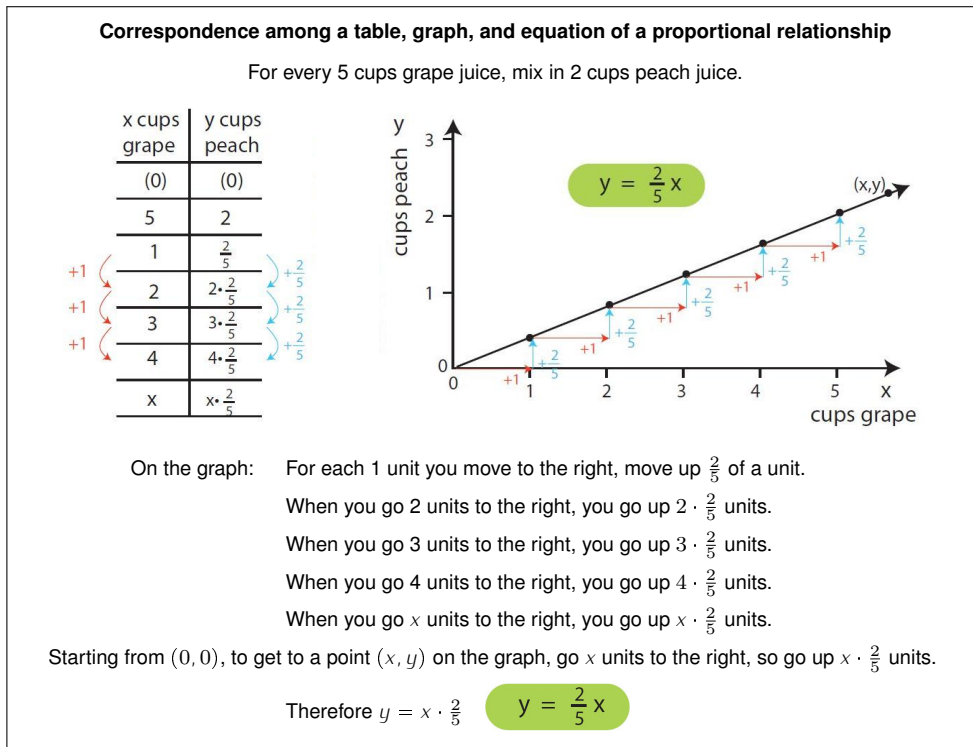 Correspondence among a table, graph, and equation of a proportional relationship
For every 5 cups grape juice, mix in 2 cups peach juice.
x cups grape | y cups peach
(0) | (0)
5 | 2
1 | 2/5
2 | 2•2/5
3 | 3•2/5
4 | 4•2/5
x | x•2/5
+1 +2/5
+1 +2/5
+1 +2/5
y
cups peach
3
2
1
0
y = 2/5 x
(x,y)
+1 +2/5
+1 +2/5
+1 +2/5
+1 +2/5
+1 +2/5
0 1 2 3 4 5 x
cups grape
On the graph: For each 1 unit you move to the right, move up 2/5 of a unit.
When you go 2 units to the right, you go up 2 · 2/5 units.
When you go 3 units to the right, you go up 3 · 2/5 units.
When you go 4 units to the right, you go up 4 · 2/5 units.
When you go x units to the right, you go up x · 2/5 units.
Starting from (0, 0), to get to a point (x, y) on the graph, go x units to the right, so go up x · 2/5 units.
Therefore y = x · 2/5 y = 2/5 x